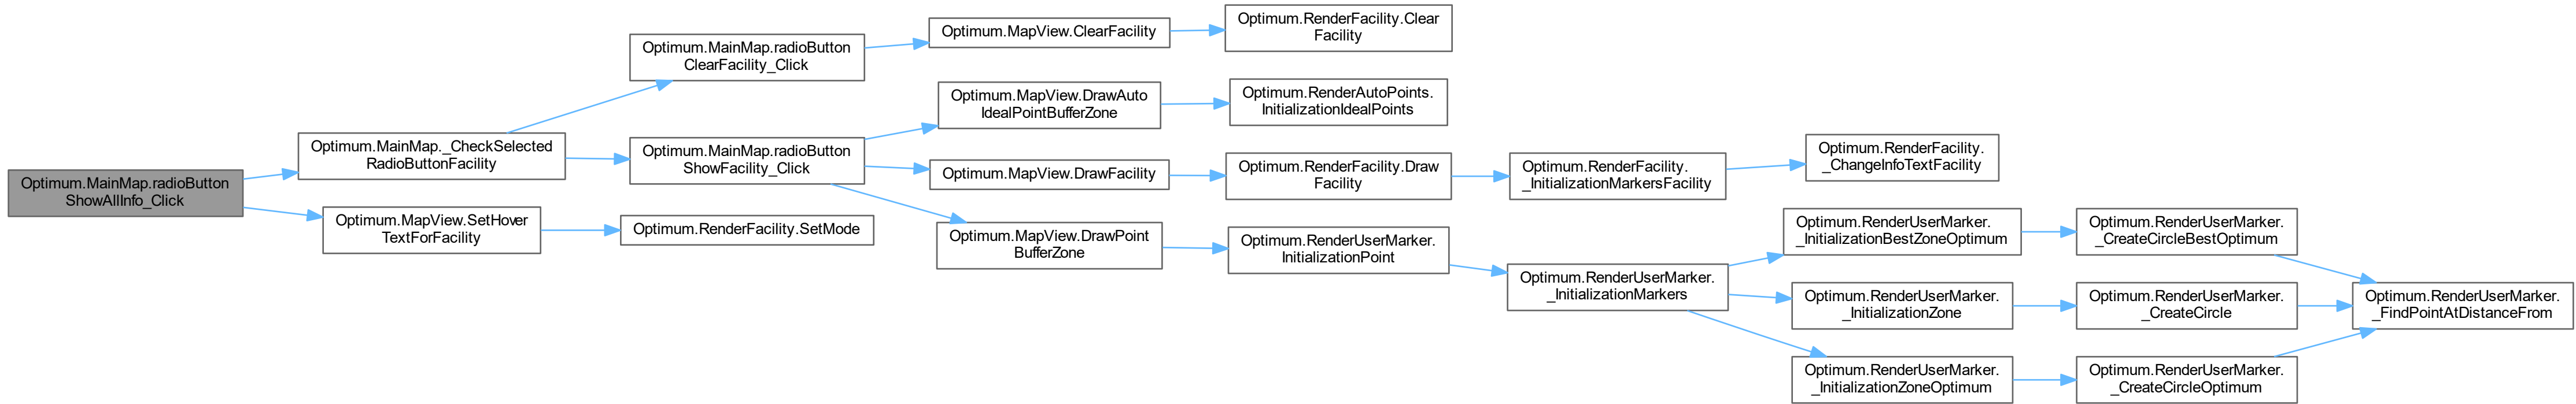 Optimum.MainMap.radioButton
ShowAllInfo_Click
Optimum.MainMap._CheckSelected
RadioButtonFacility
Optimum.MainMap.radioButton
ClearFacility_Click
Optimum.MapView.ClearFacility
Optimum.RenderFacility.Clear
Facility
Optimum.MainMap.radioButton
ShowFacility_Click
Optimum.MapView.DrawAuto
IdealPointBufferZone
Optimum.RenderAutoPoints.
InitializationIdealPoints
Optimum.MapView.DrawFacility
Optimum.RenderFacility.Draw
Facility
Optimum.RenderFacility.
_InitializationMarkersFacility
Optimum.RenderFacility.
_ChangeInfoTextFacility
Optimum.MapView.DrawPoint
BufferZone
Optimum.RenderUserMarker.
InitializationPoint
Optimum.RenderUserMarker.
_InitializationMarkers
Optimum.RenderUserMarker.
_InitializationBestZoneOptimum
Optimum.RenderUserMarker.
_CreateCircleBestOptimum
Optimum.RenderUserMarker.
_FindPointAtDistanceFrom
Optimum.RenderUserMarker.
_InitializationZone
Optimum.RenderUserMarker.
_CreateCircle
Optimum.RenderUserMarker.
_InitializationZoneOptimum
Optimum.RenderUserMarker.
_CreateCircleOptimum
Optimum.MapView.SetHover
TextForFacility
Optimum.RenderFacility.SetMode